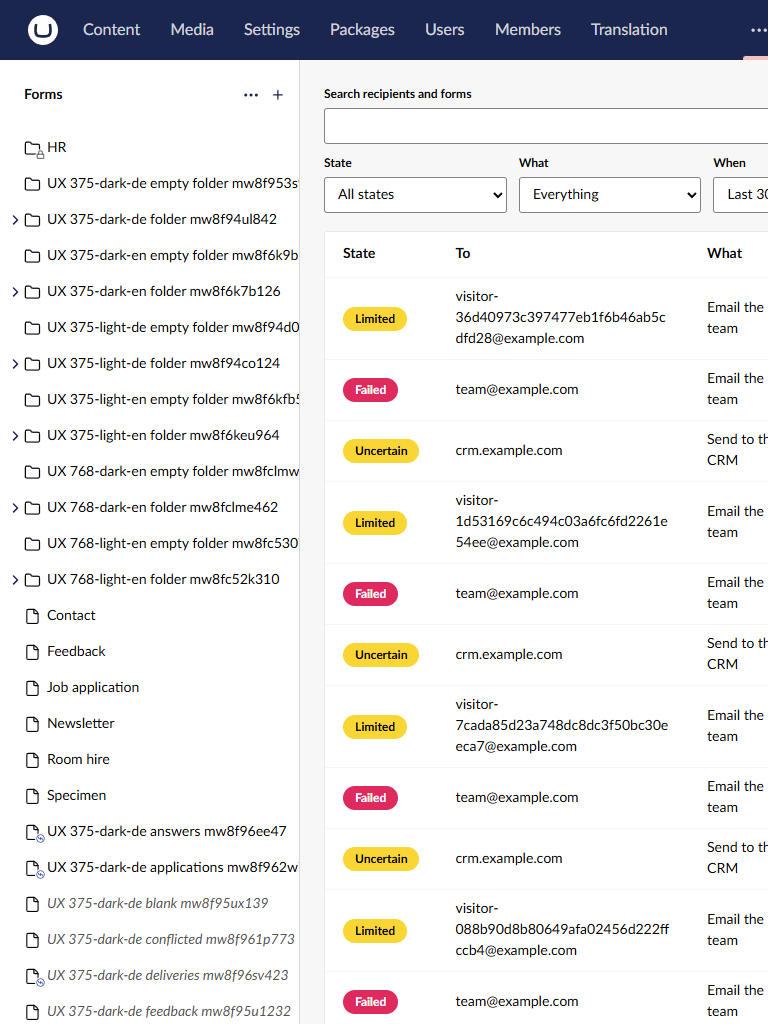 Content Media Settings Packages Users Members Translation
Forms
HR
UX 375-dark-de empty folder
UX 375-dark-de folder mw8f94ul842
UX 375-dark-en empty folder
UX 375-dark-en folder mw8f6k7b126
UX 375-light-de empty folder
UX 375-light-de folder mw8f94co124
UX 375-light-en empty folder
UX 375-light-en folder mw8f6keu964
UX 768-dark-en empty folder
UX 768-dark-en folder mw8fclme462
UX 768-light-en empty folder
UX 768-light-en folder mw8fc52k310
Contact
Feedback
Job application
Newsletter
Room hire
Specimen
UX 375-dark-de answers mw8f96ee47
UX 375-dark-de applications
UX 375-dark-de blank mw8f95ux139
UX 375-dark-de conflicted mw8f961p773
UX 375-dark-de deliveries mw8f96sv423
UX 375-dark-de feedback mw8f95u1232
Search recipients and forms
State What When
All states Everything Last
State To What
Limited
visitor-
36d40973c397477eb1f6b46ab5c
dfd28@example.com
Email the
team
Failed
team@example.com
Email the
team
Uncertain
crm.example.com
Send to
CRM
Limited
visitor-
1d53169c6c494c03a6fc6fd2261e
54ee@example.com
Email the
team
Failed
team@example.com
Email the
team
Uncertain
crm.example.com
Send to
CRM
Limited
visitor-
7cada85d23a748dc8dc3f50bc30e
eca7@example.com
Email the
team
Failed
team@example.com
Email the
team
Uncertain
crm.example.com
Send to
CRM
Limited
visitor-
088b90d8b80649afa02456d222ff
ccb4@example.com
Email the
team
Failed
team@example.com
Email the
team